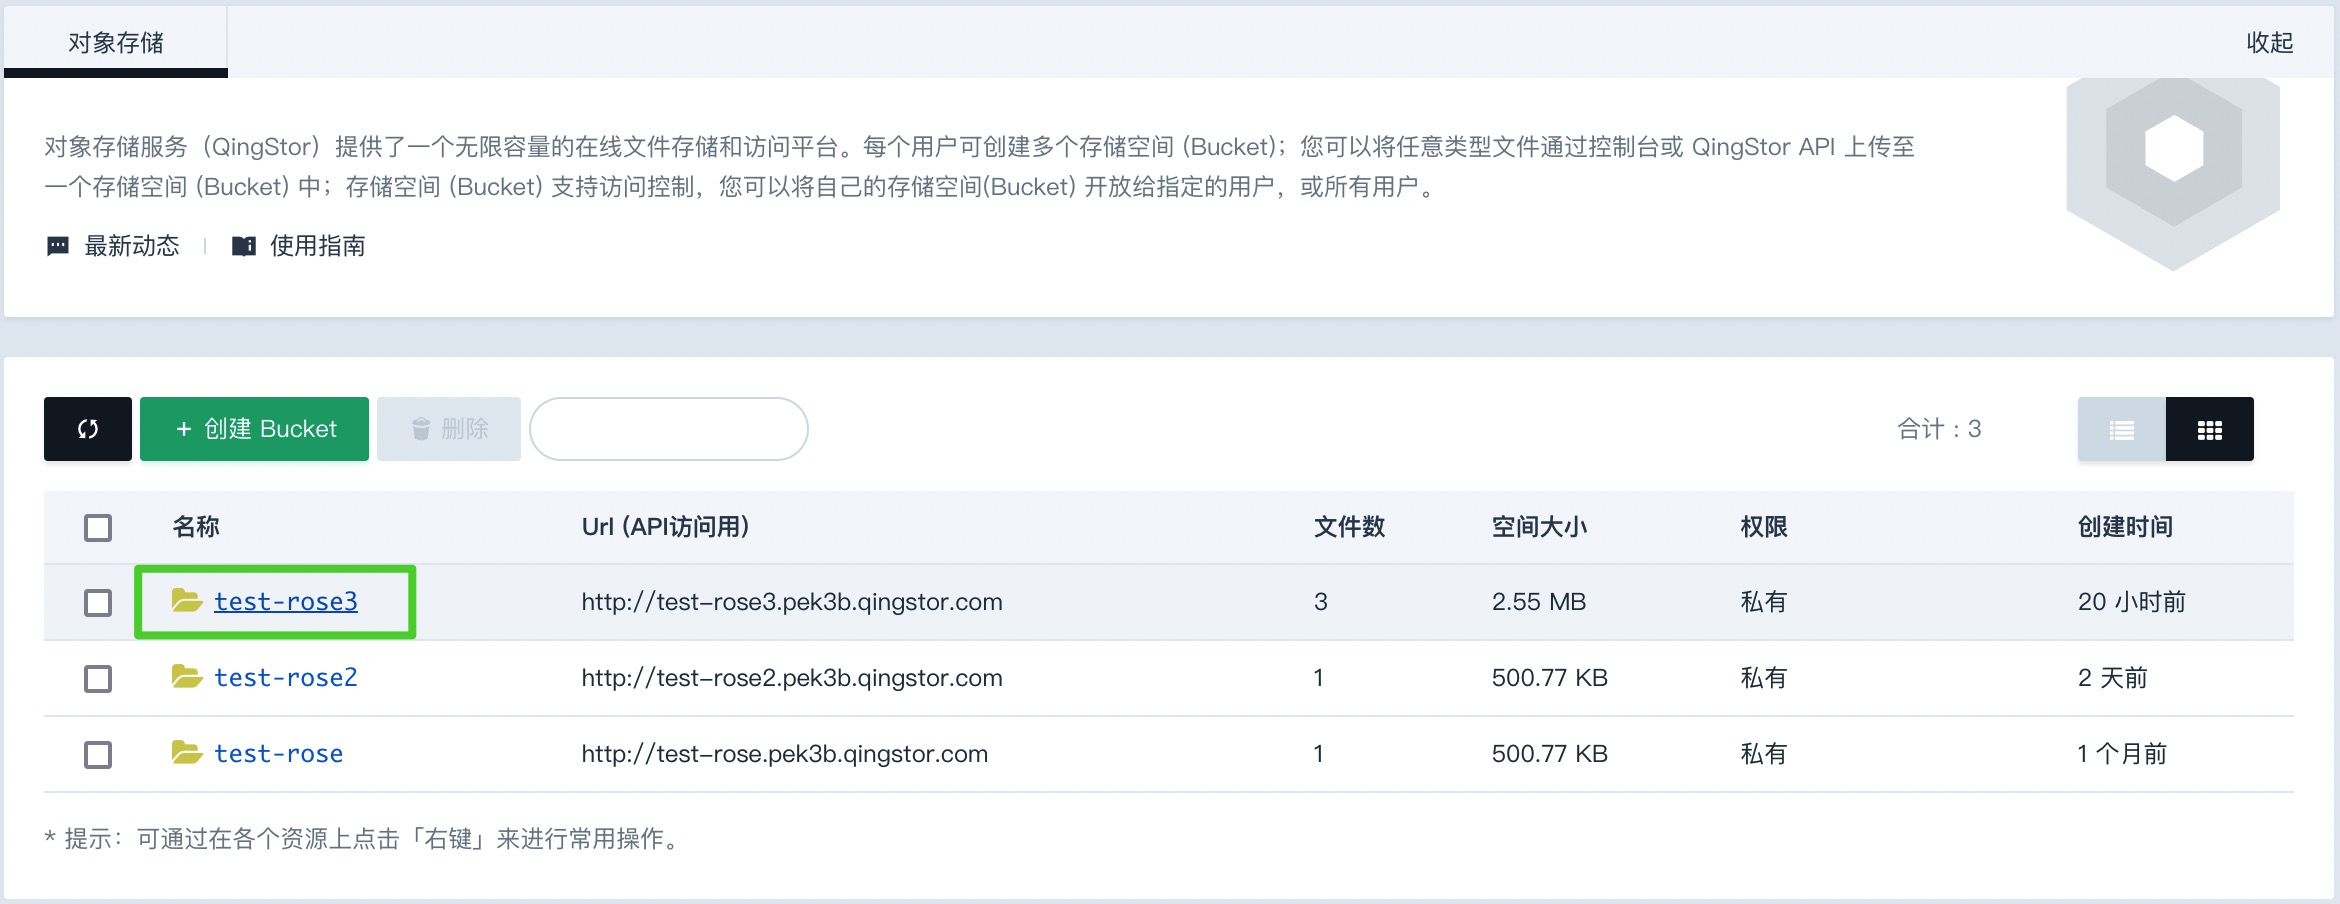 对象存储
收起
对象存储服务（QingStor）提供了一个无限容量的在线文件存储和访问平台。每个用户可创建多个存储空间 (Bucket)；您可以将任意类型文件通过控制台或 QingStor API 上传至
一个存储空间 (Bucket) 中；存储空间 (Bucket) 支持访问控制，您可以将自己的存储空间(Bucket) 开放给指定的用户，或所有用户。
最新动态 使用指南
+ 创建 Bucket 删除 合计 : 3
名称 Url (API访问用) 文件数 空间大小 权限 创建时间
test-rose3 http://test-rose3.pek3b.qingstor.com 3 2.55 MB 私有 20 小时前
test-rose2 http://test-rose2.pek3b.qingstor.com 1 500.77 KB 私有 2 天前
test-rose http://test-rose.pek3b.qingstor.com 1 500.77 KB 私有 1 个月前
* 提示：可通过在各个资源上点击「右键」来进行常用操作。